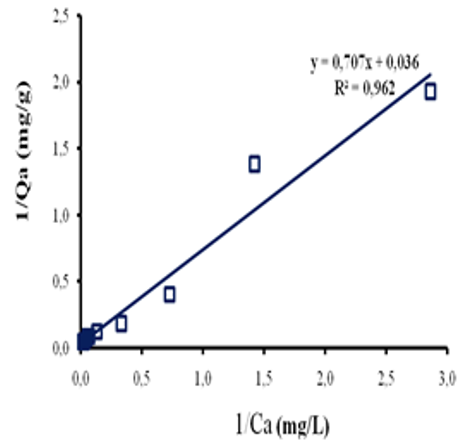 2,5
y = 0,707x + 0,036
R² = 0,962
2,0
1,5
1,0
0,5
0,0
1/Qa (mg/g)
0,0 0,5 1,0 1,5 2,0 2,5 3,0
1/Ca (mg/L)